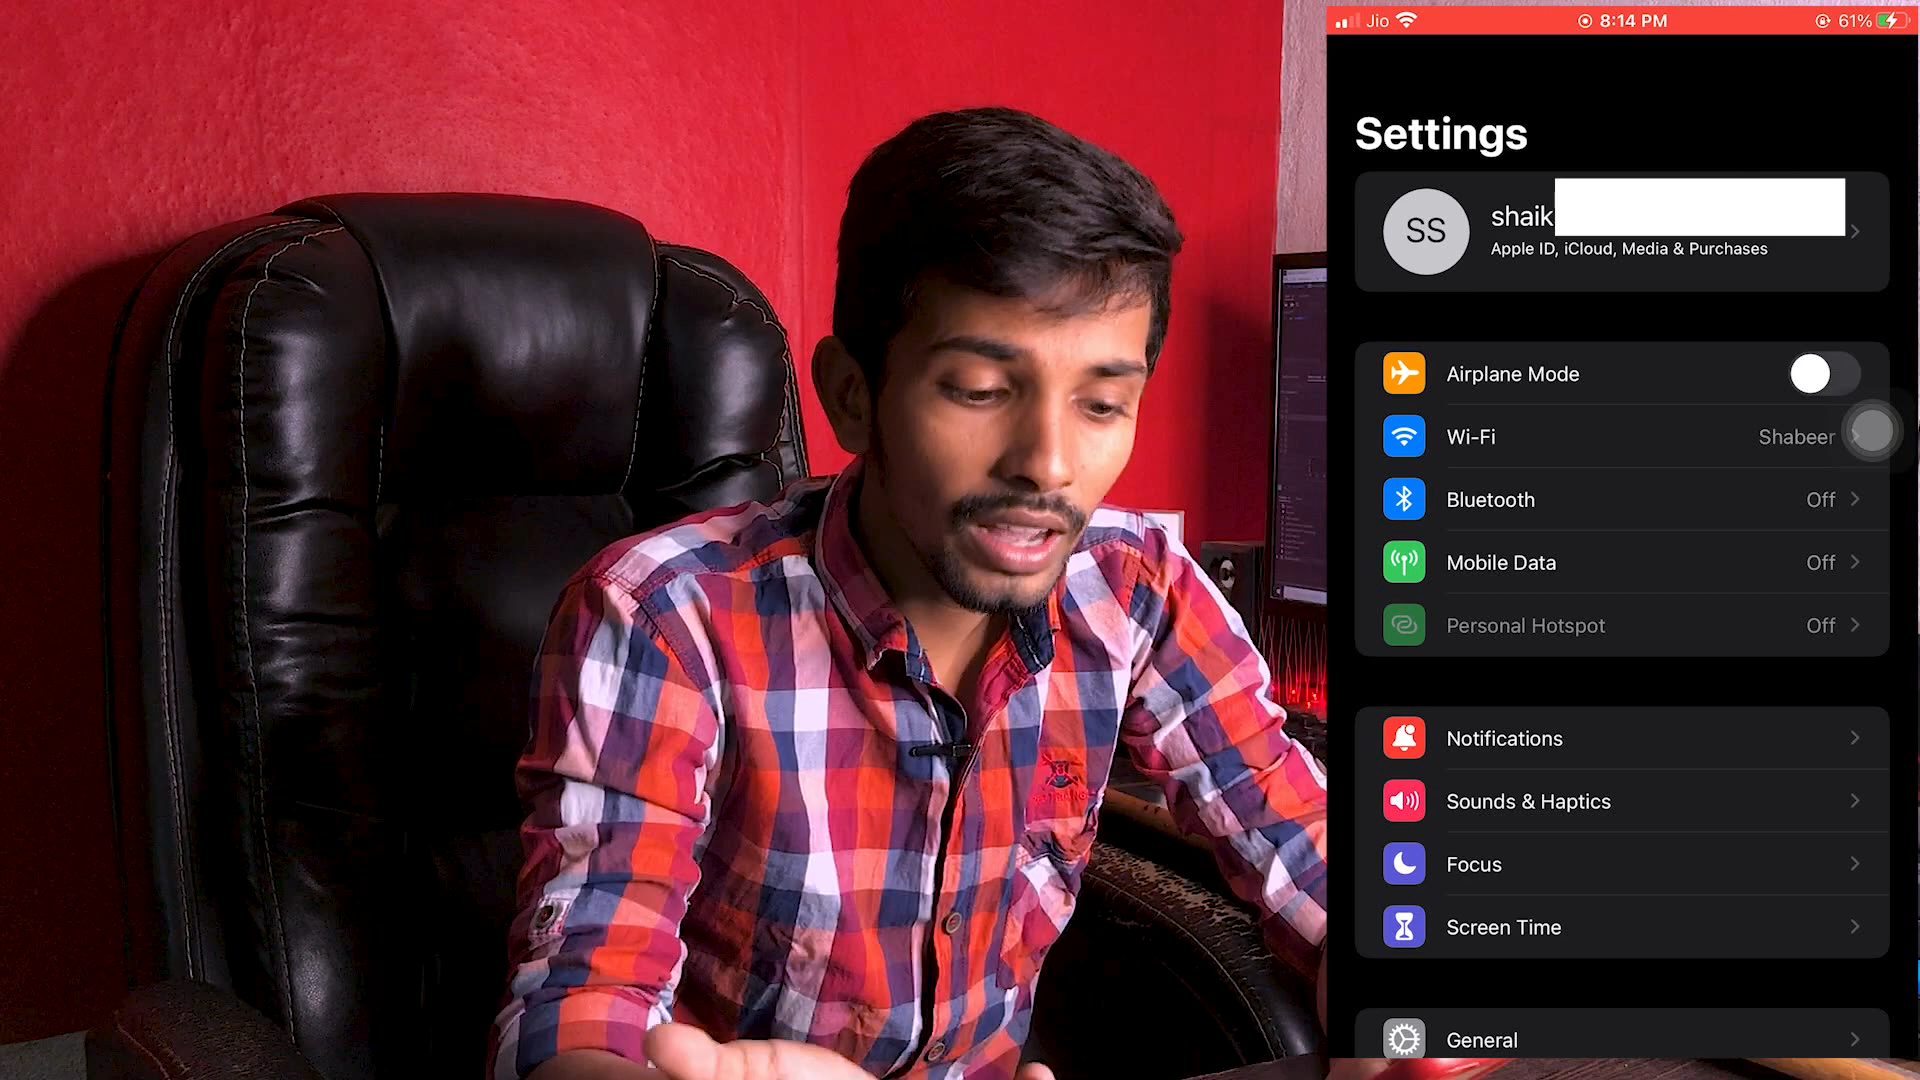 Jio 8:14 PM 61%
Settings
SS
shaik
Apple ID, iCloud, Media & Purchases
Airplane Mode
Wi-Fi Shabeer
Bluetooth Off
Mobile Data Off
Personal Hotspot Off
Notifications
Sounds & Haptics
Focus
Screen Time
General